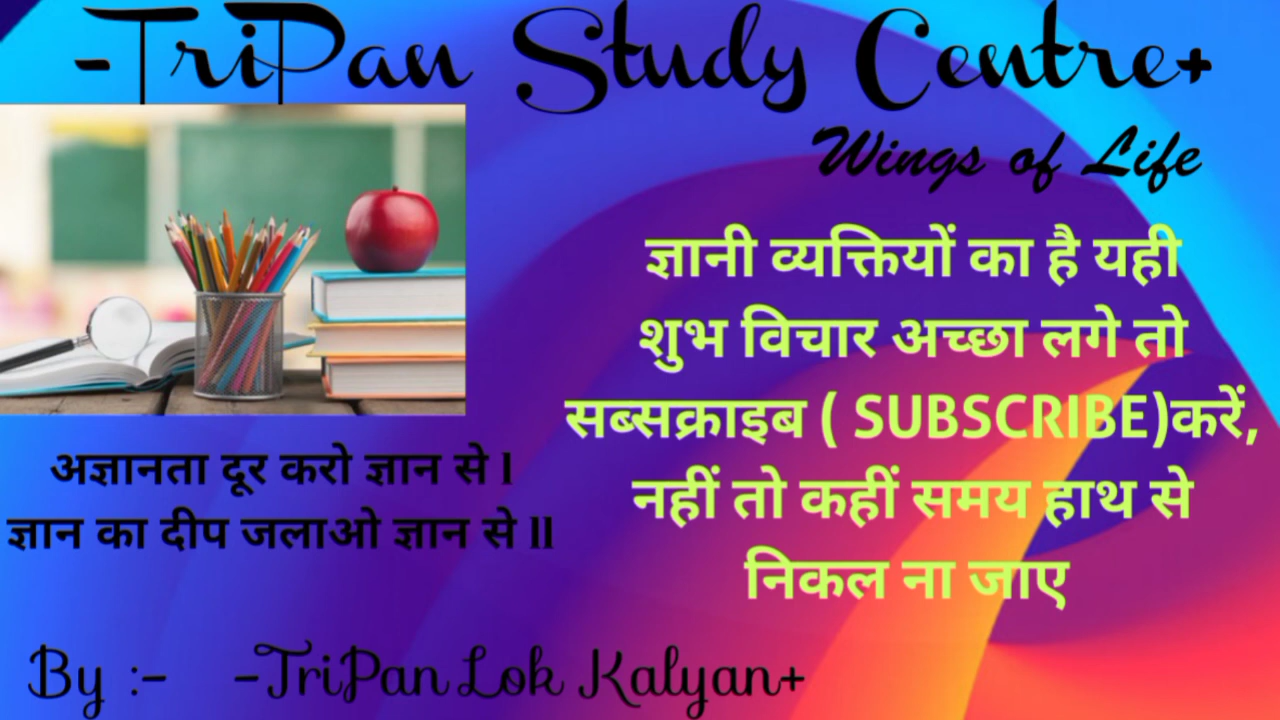 -TriPan Study Centre+
Wings of Life
ज्ञानी व्यक्तियों का है यही
शुभ विचार अच्छा लगे तो
सब्सक्राइब ( SUBSCRIBE)करें,
नहीं तो कहीं समय हाथ से
निकल ना जाए
अज्ञानता दूर करो ज्ञान से l
ज्ञान का दीप जलाओ ज्ञान से ll
By :- -TriPan Lok Kalyan+